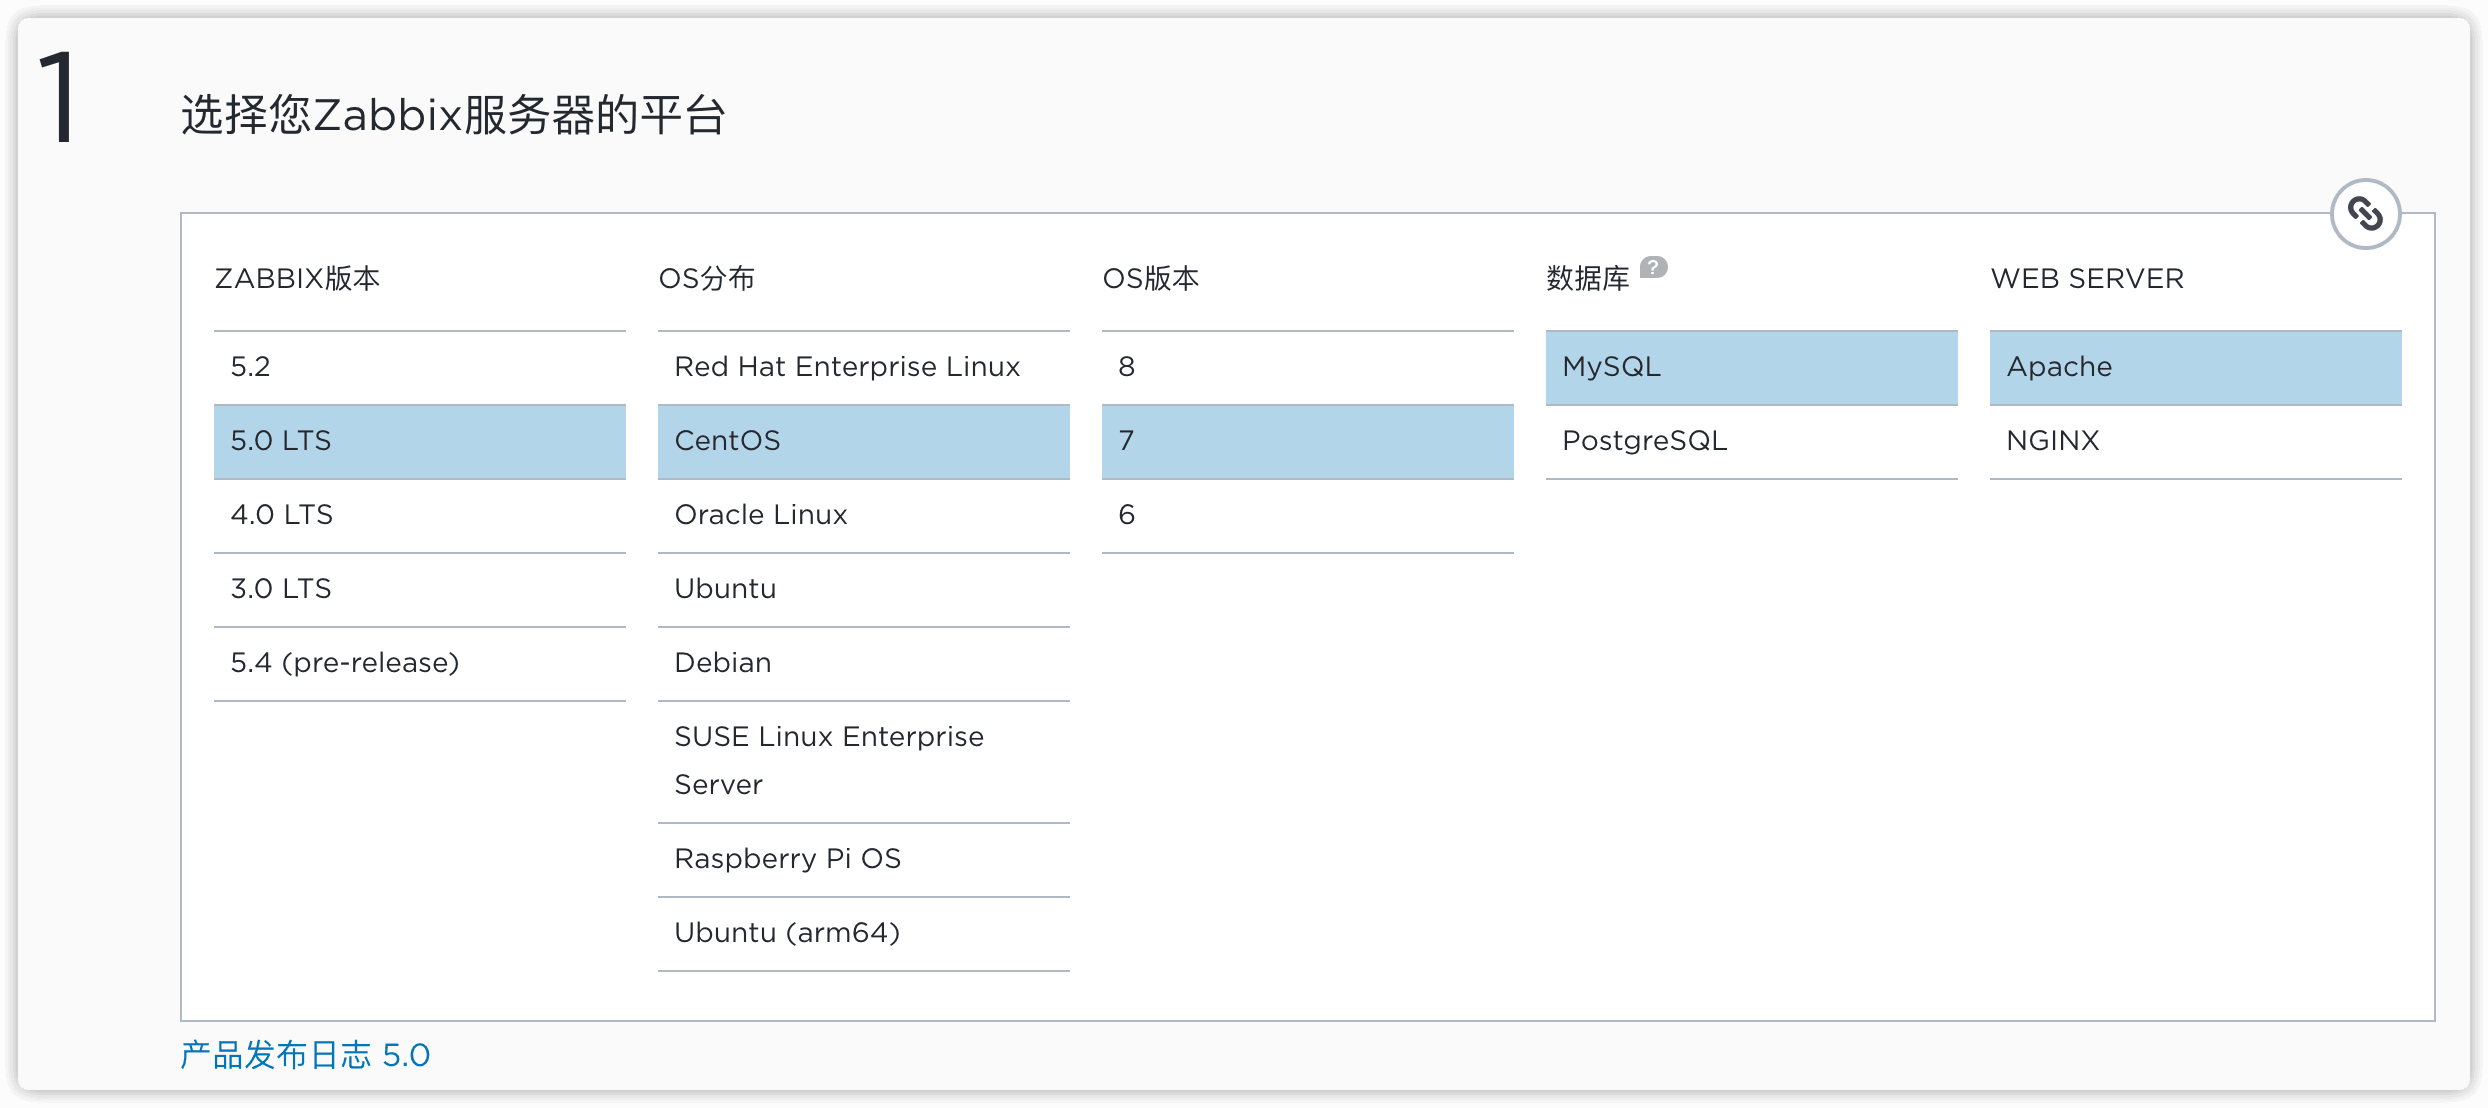 1
选择您Zabbix服务器的平台
ZABBIX版本
5.2
5.0 LTS
4.0 LTS
3.0 LTS
5.4 (pre-release)
OS分布
Red Hat Enterprise Linux
CentOS
Oracle Linux
Ubuntu
Debian
SUSE Linux Enterprise
Server
Raspberry Pi OS
Ubuntu (arm64)
OS版本
8
7
6
数据库 ?
MySQL
PostgreSQL
WEB SERVER
Apache
NGINX
产品发布日志 5.0